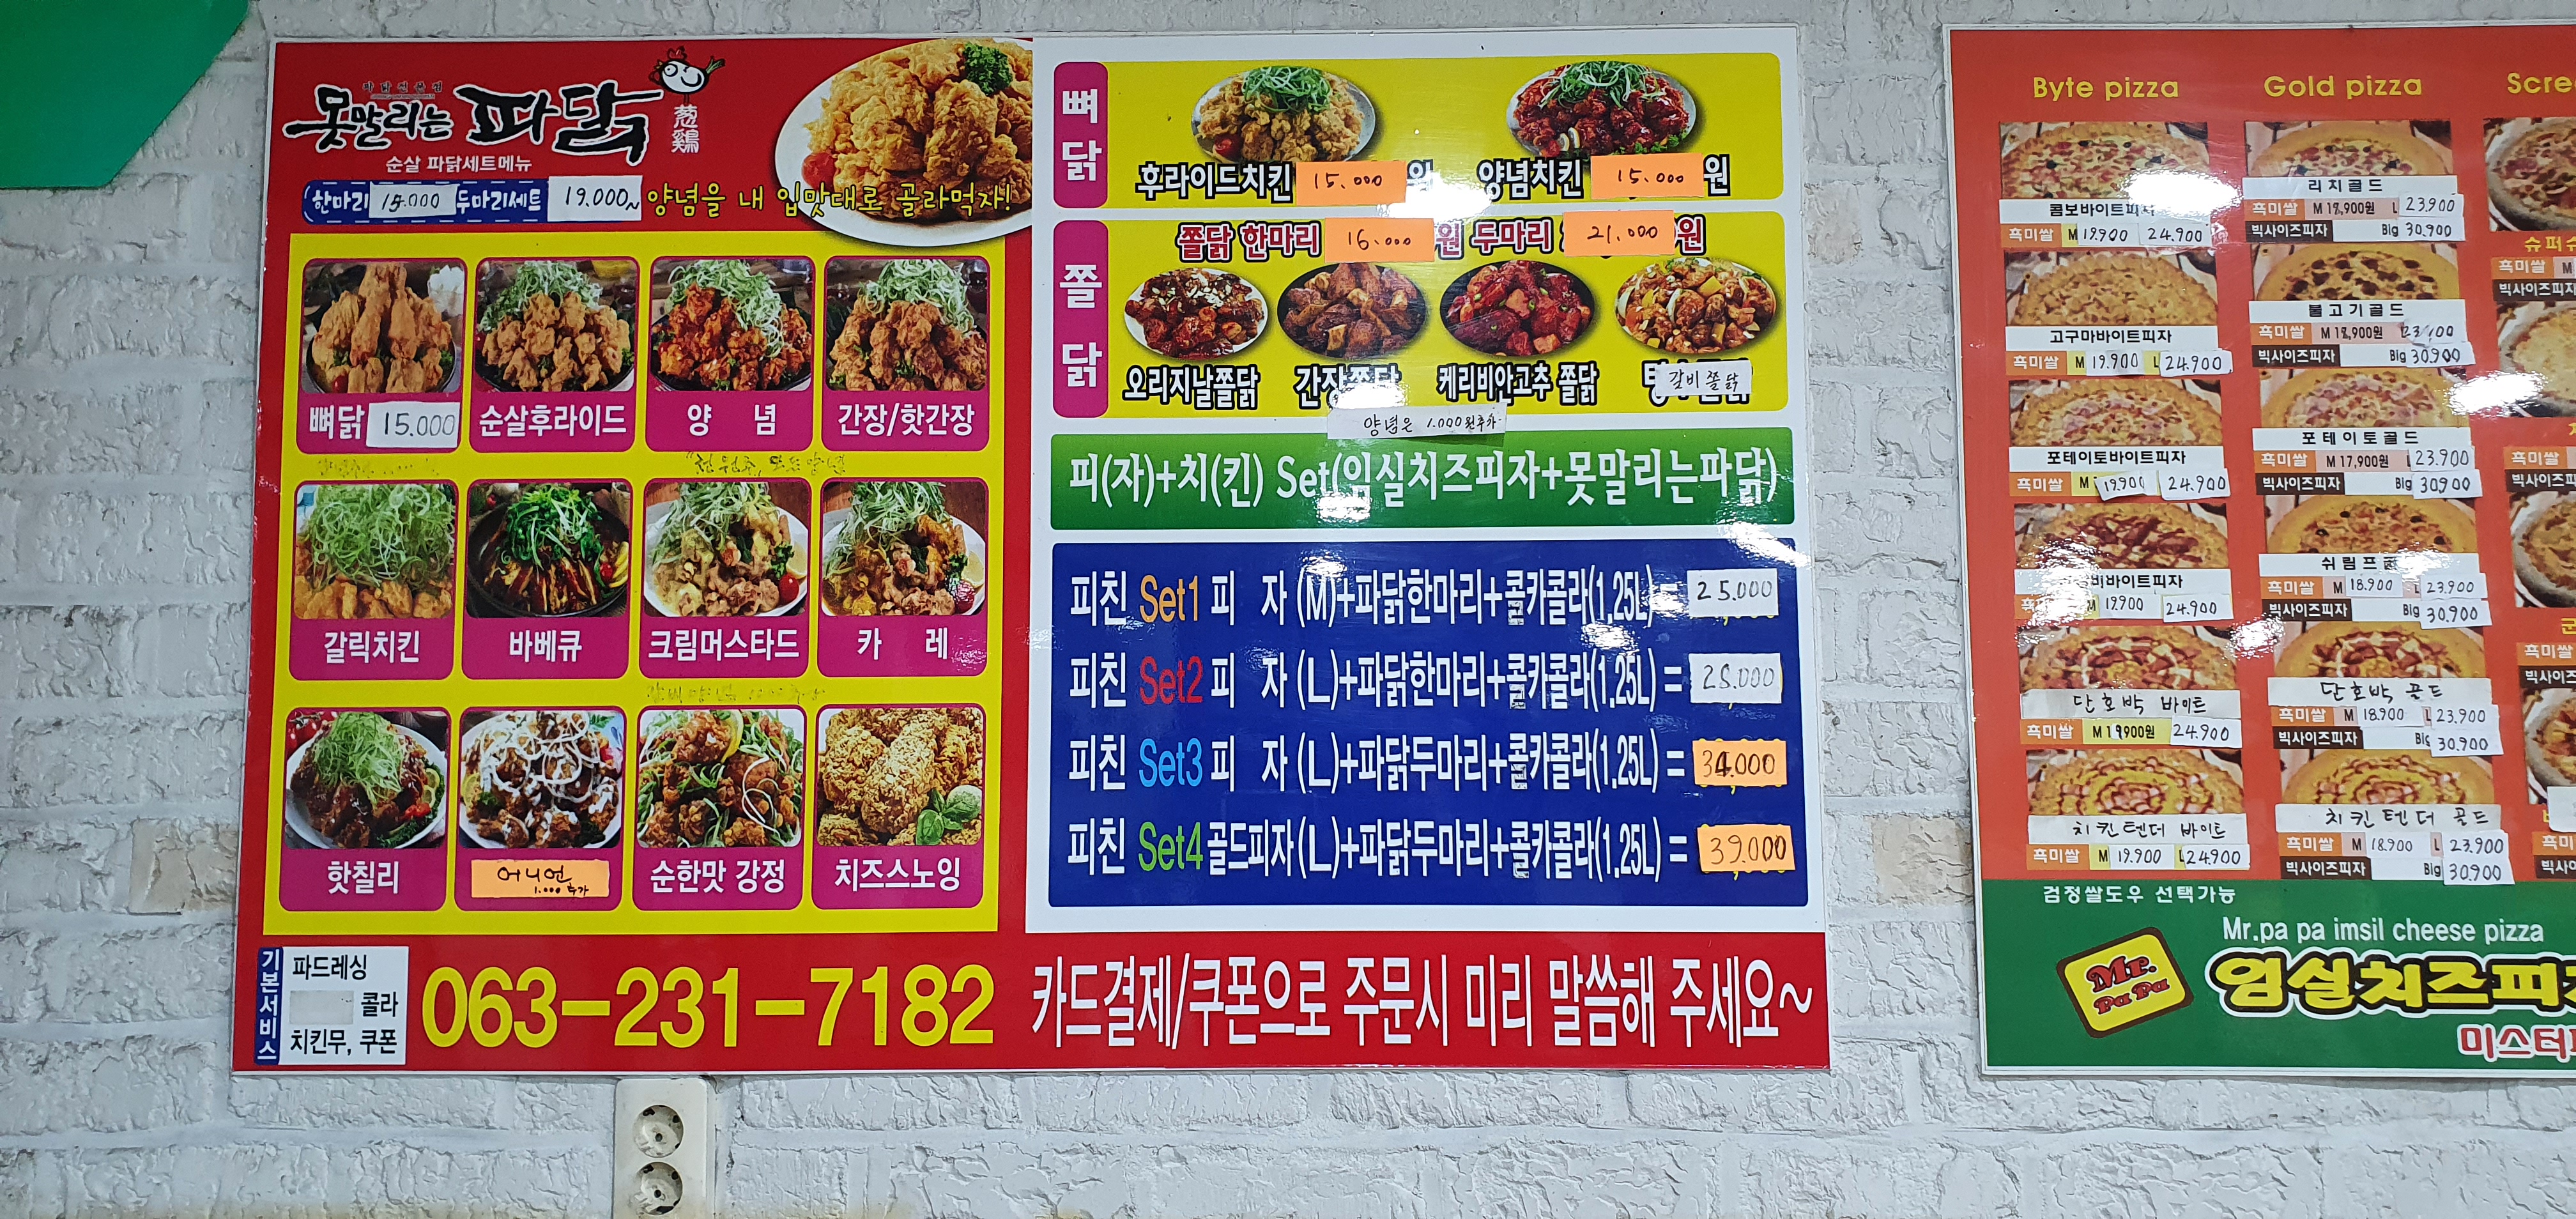 파닭전문점
못말리는 파닭
葱鷄
순살 파닭세트메뉴
한마리 15.000 두마리세트 19.000~ 양념을 내 입맛대로 골라먹자!
뼈닭 15.000
순살후라이드
양 념
간장/핫간장
갈릭치킨
바베큐
크림머스타드
카 레
핫칠리
어니언
1.000 추가
순한맛 강정
치즈스노잉
기본서비스
파드레싱
콜라
치킨무, 쿠폰
063-231-7182
뼈닭
후라이드치킨 15.000 원
양념치킨 15.000 원
쫄닭
쫄닭 한마리 16.000 원 두마리 21.000 원
오리지날쫄닭
간장쫄닭
케리비안고추 쫄닭
갈비쫄닭
양념은 1.000원추가
피(자)+치(킨) Set(임실치즈피자+못말리는파닭)
피친 Set1 피 자 (M)+파닭한마리+콜카콜라(1.25L) = 25.000
피친 Set2 피 자 (L)+파닭한마리+콜카콜라(1.25L) = 28.000
피친 Set3 피 자 (L)+파닭두마리+콜카콜라(1.25L) = 34.000
피친 Set4 골드피자 (L)+파닭두마리+콜카콜라(1.25L) = 39.000
카드결제/쿠폰으로 주문시 미리 말씀해 주세요~
Byte pizza
콤보바이트피자
흑미쌀 M 19.900 24.900
고구마바이트피자
흑미쌀 M 19.900 L 24.900
포테이토바이트피자
흑미쌀 M 19.900 24.900
바이트피자
M 19.900 24.900
단호박 바이트
흑미쌀 M 19900원 24.900
치킨텐더 바이트
흑미쌀 M 19.900 L 24.900
Gold pizza
리치골드
흑미쌀 M 18,900원 L 23.900
빅사이즈피자 Big 30.900
불고기골드
흑미쌀 M 18,900원
빅사이즈피자 Big 30.900
포테이토골드
흑미쌀 M 17,900원 L 23.900
빅사이즈피자 Big 30.900
쉬림프골드
흑미쌀 M 18.900 L 23.900
빅사이즈피자 Big 30.900
단호박 골드
흑미쌀 M 18.900 L 23.900
빅사이즈피자 Big 30.900
치킨텐더 골드
흑미쌀 M 18.900 L 23.900
빅사이즈피자 Big 30.900
흑미쌀
빅사이즈피자
검정쌀도우 선택가능
Mr. Pa Pa
Mr.pa pa imsil cheese pizza
임실치즈피
미스터